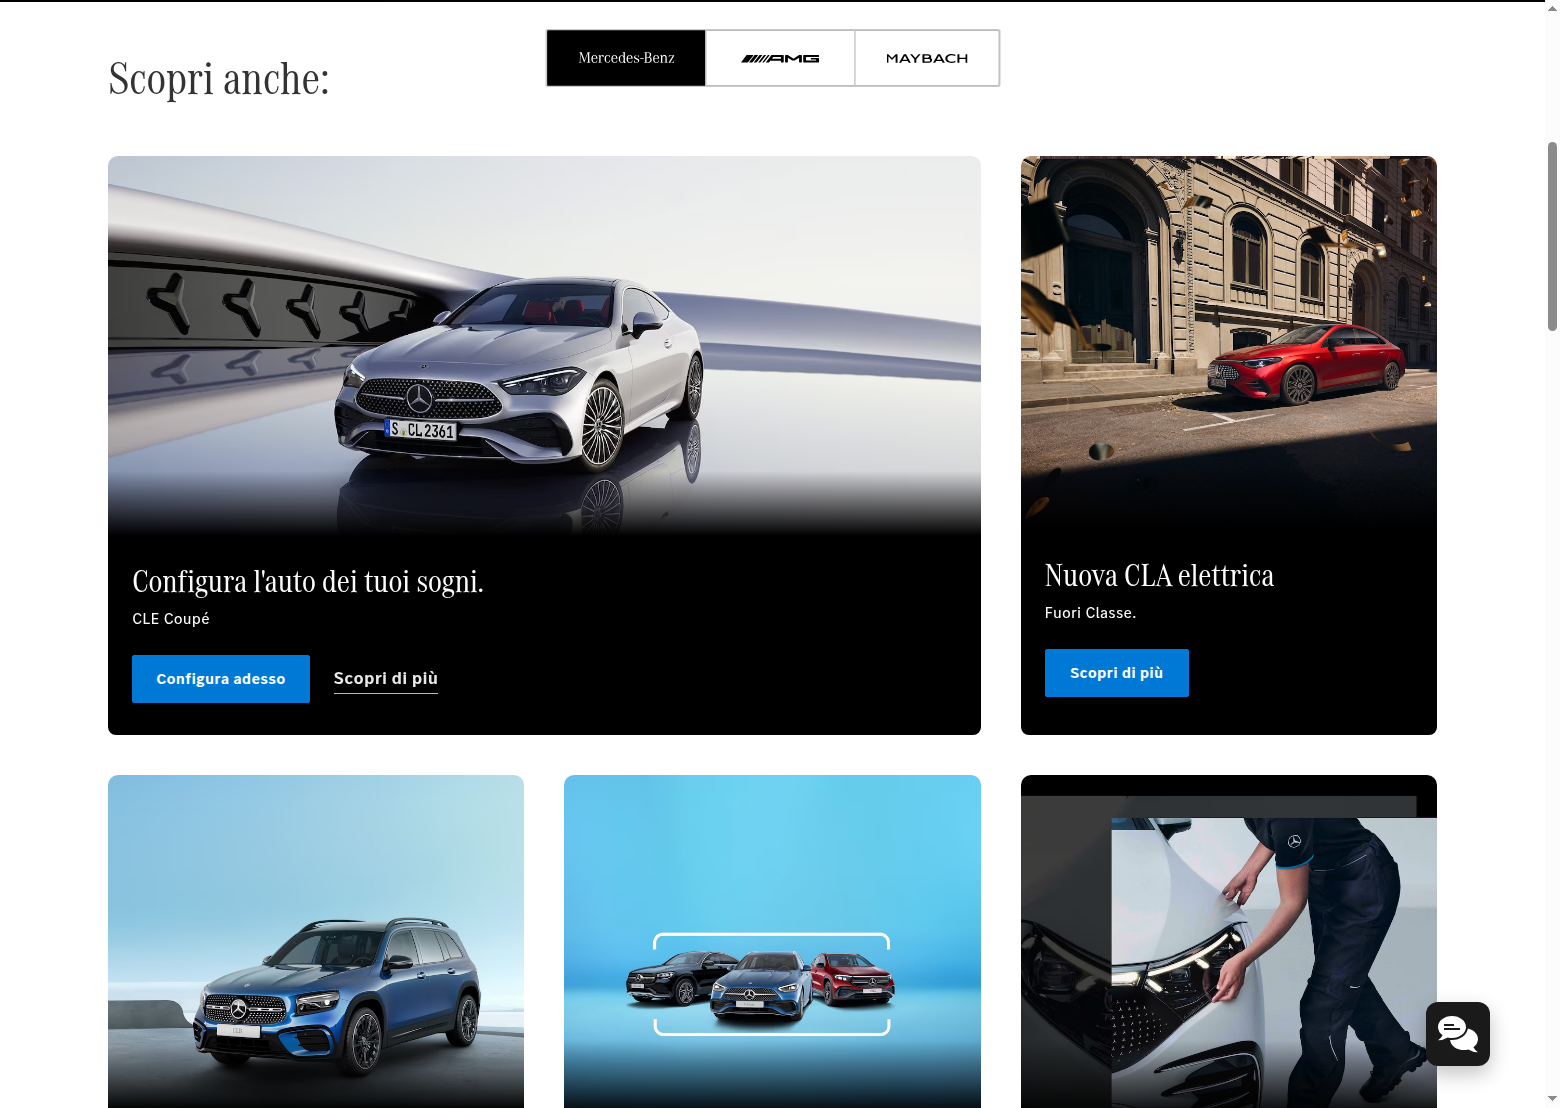 Scopri anche:
Mercedes-Benz
AMG
MAYBACH
S CL 2361
Configura l'auto dei tuoi sogni.
CLE Coupé
Configura adesso
Scopri di più
Nuova CLA elettrica
Fuori Classe.
Scopri di più